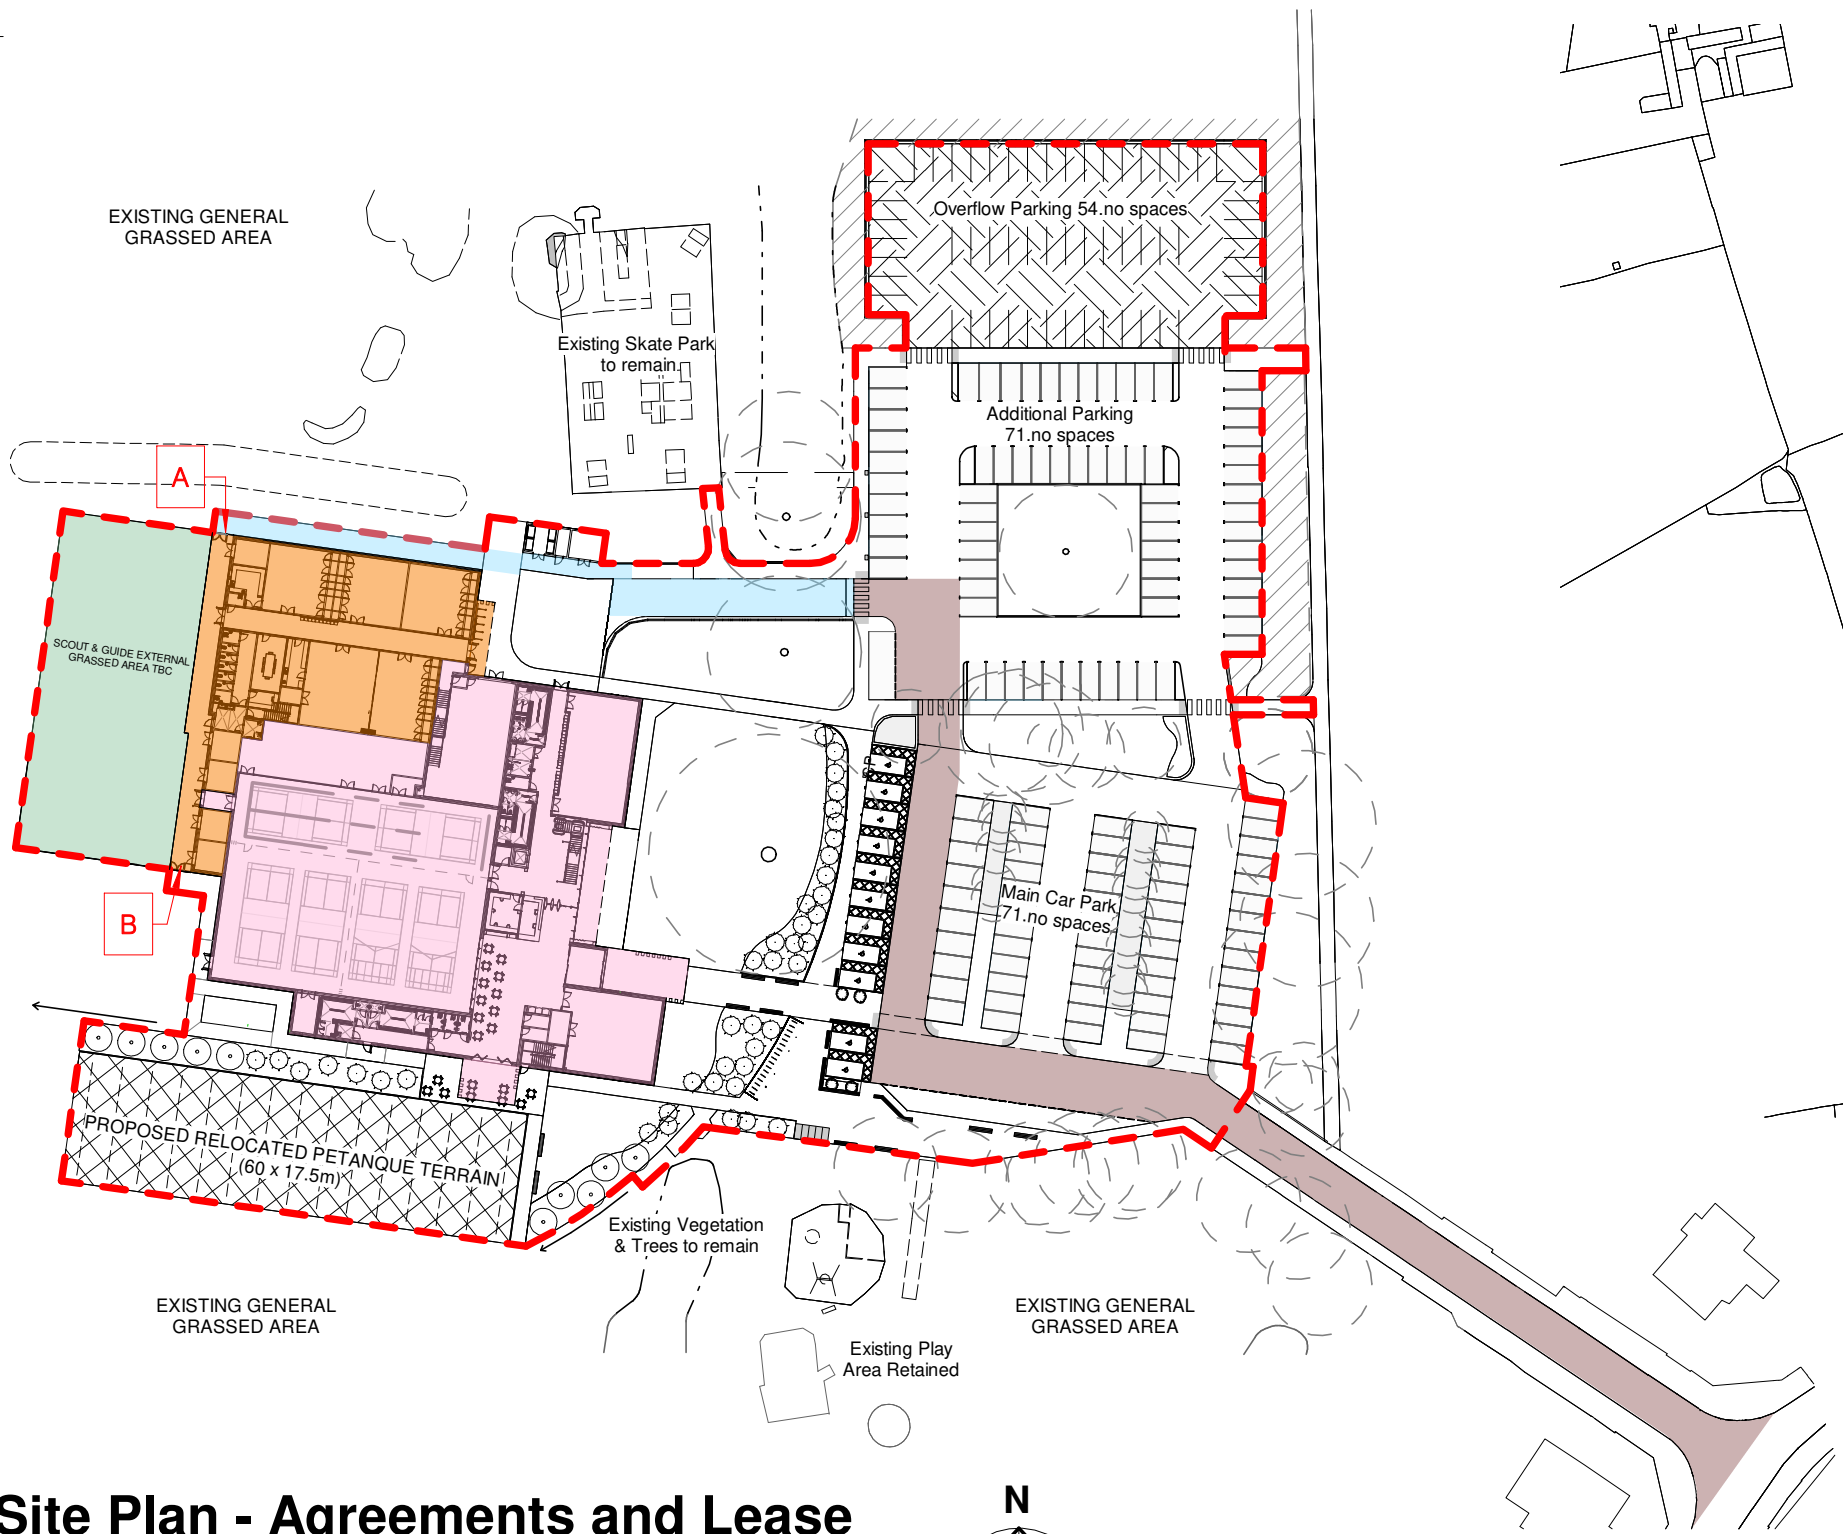 EXISTING GENERAL
GRASSED AREA
Overflow Parking 54.no spaces
Existing Skate Park
to remain.
Additional Parking
71.no spaces
A
SCOUT & GUIDE EXTERNAL
GRASSED AREA TBC
B
Main Car Park
71.no spaces
PROPOSED RELOCATED PETANQUE TERRAIN
(60 x 17.5m)
Existing Vegetation
& Trees to remain
EXISTING GENERAL
GRASSED AREA
EXISTING GENERAL
GRASSED AREA
Existing Play
Area Retained
Site Plan - Agreements and Lease
N